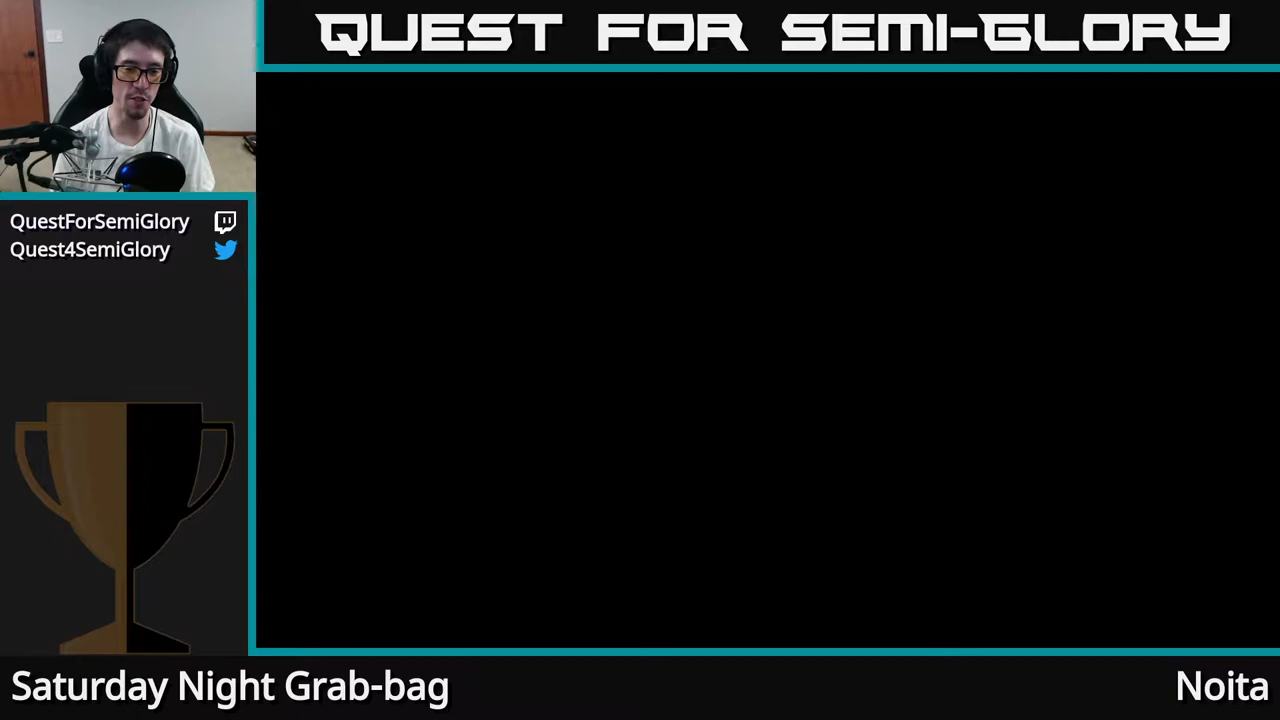 QUEST FOR SEMI-GLORY
QuestForSemiGlory
Quest4SemiGlory
Saturday Night Grab-bag
Noita